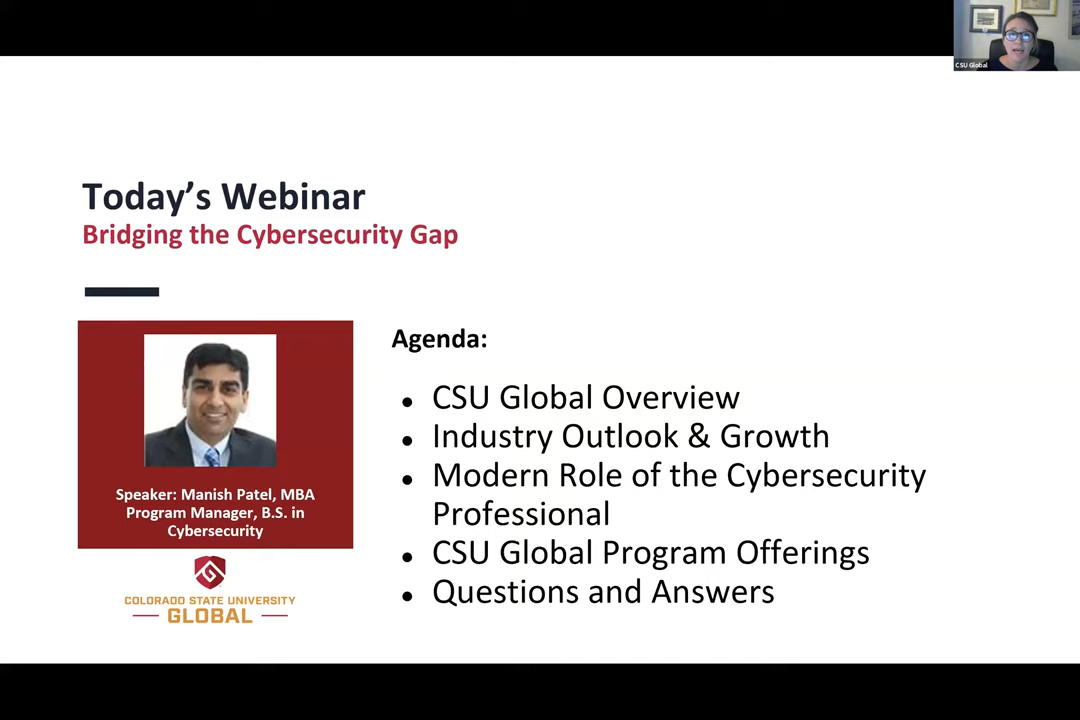 CSU Global
Today's Webinar
Bridging the Cybersecurity Gap
Speaker: Manish Patel, MBA
Program Manager, B.S. in
Cybersecurity
COLORADO STATE UNIVERSITY
GLOBAL
Agenda:
• CSU Global Overview
• Industry Outlook & Growth
• Modern Role of the Cybersecurity
Professional
• CSU Global Program Offerings
• Questions and Answers